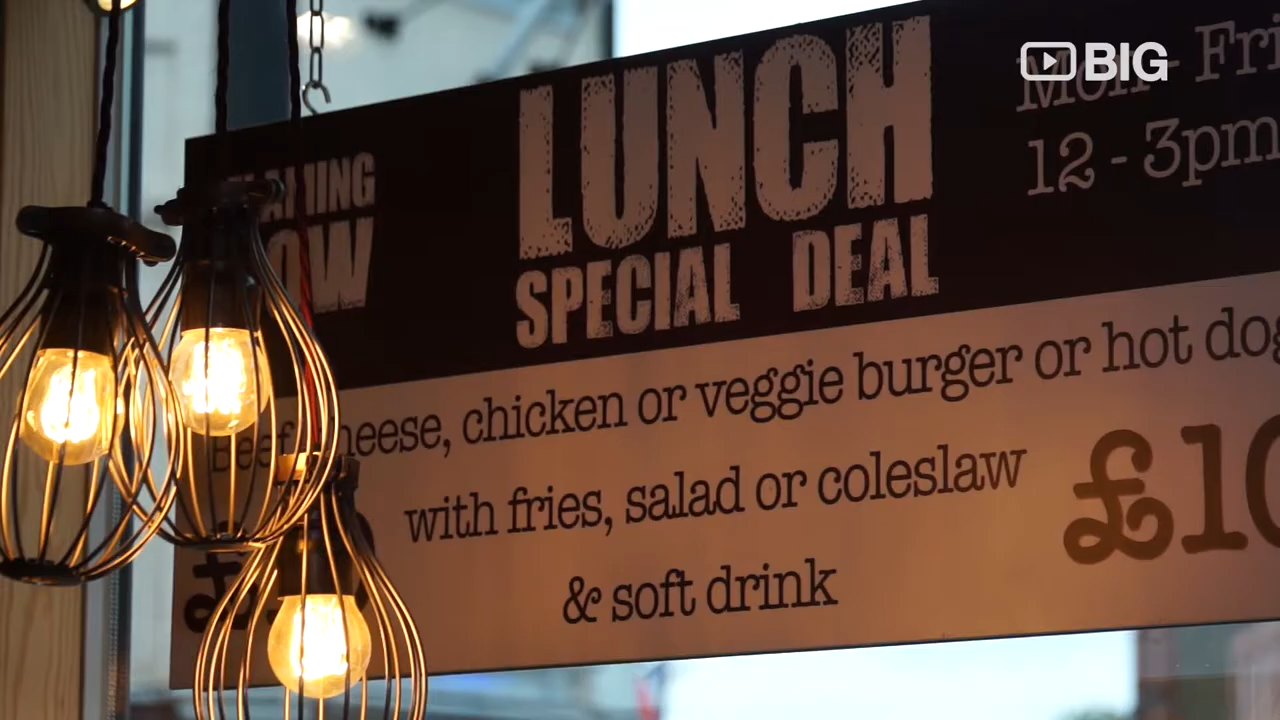 BIG
LUNCH
SPECIAL DEAL
Mon - Fri
12 - 3pm
Beef, cheese, chicken or veggie burger or hot dog
with fries, salad or coleslaw
£10
& soft drink